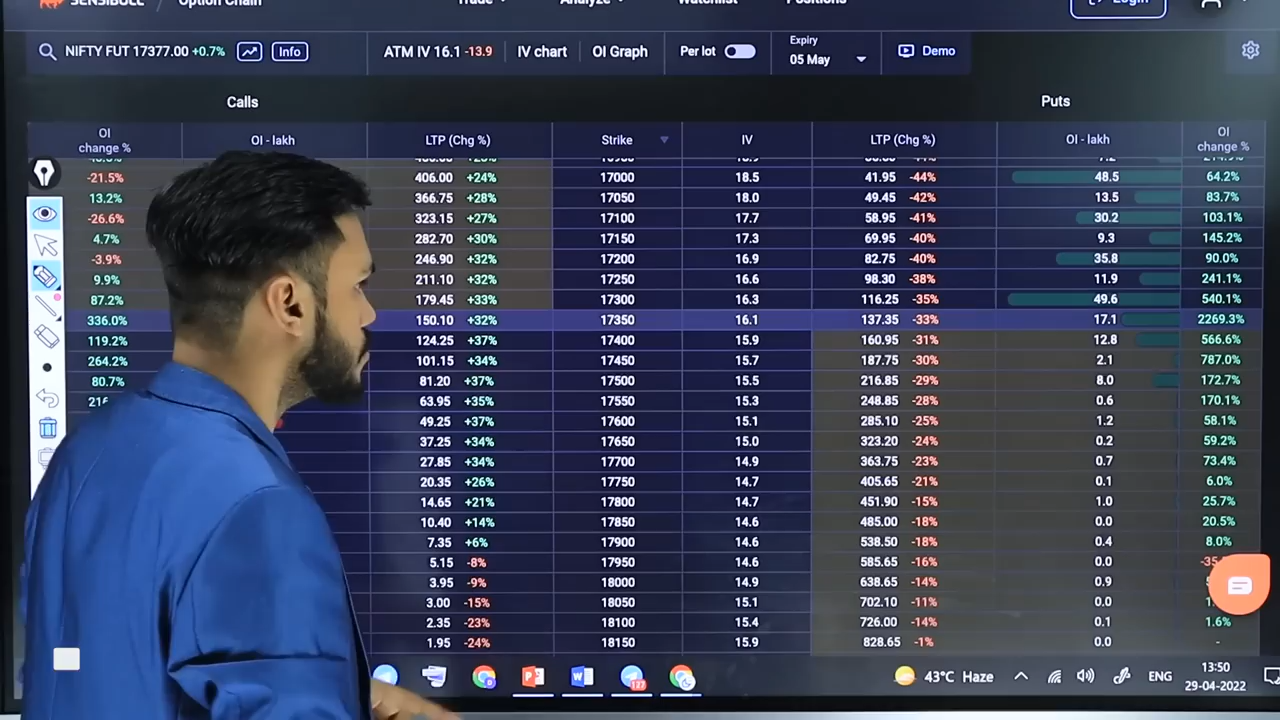 SENSIBULL / Option Chain Trade Analyze Watchlist Positions Login
NIFTY FUT 17377.00 +0.7% Info ATM IV 16.1 -13.9 IV chart OI Graph Per lot Expiry 05 May Demo
Calls Puts
OI change % OI - lakh LTP (Chg %) Strike IV LTP (Chg %) OI - lakh OI change %
-21.5% 406.00 +24% 17000 18.5 41.95 -44% 48.5 64.2%
13.2% 366.75 +28% 17050 18.0 49.45 -42% 13.5 83.7%
-26.6% 323.15 +27% 17100 17.7 58.95 -41% 30.2 103.1%
4.7% 282.70 +30% 17150 17.3 69.95 -40% 9.3 145.2%
-3.9% 246.90 +32% 17200 16.9 82.75 -40% 35.8 90.0%
9.9% 211.10 +32% 17250 16.6 98.30 -38% 11.9 241.1%
87.2% 179.45 +33% 17300 16.3 116.25 -35% 49.6 540.1%
336.0% 150.10 +32% 17350 16.1 137.35 -33% 17.1 2269.3%
119.2% 124.25 +37% 17400 15.9 160.95 -31% 12.8 566.6%
264.2% 101.15 +34% 17450 15.7 187.75 -30% 2.1 787.0%
80.7% 81.20 +37% 17500 15.5 216.85 -29% 8.0 172.7%
63.95 +35% 17550 15.3 248.85 -28% 0.6 170.1%
49.25 +37% 17600 15.1 285.10 -25% 1.2 58.1%
37.25 +34% 17650 15.0 323.20 -24% 0.2 59.2%
27.85 +34% 17700 14.9 363.75 -23% 0.7 73.4%
20.35 +26% 17750 14.7 405.65 -21% 0.1 6.0%
14.65 +21% 17800 14.7 451.90 -15% 1.0 25.7%
10.40 +14% 17850 14.6 485.00 -18% 0.0 20.5%
7.35 +6% 17900 14.6 538.50 -18% 0.4 8.0%
5.15 -8% 17950 14.6 585.65 -16% 0.0
3.95 -9% 18000 14.9 638.65 -14% 0.9
3.00 -15% 18050 15.1 702.10 -11% 0.0
2.35 -23% 18100 15.4 726.00 -14% 0.1 1.6%
1.95 -24% 18150 15.9 828.65 -1% 0.0 -
127 43°C Haze ENG 13:50
29-04-2022